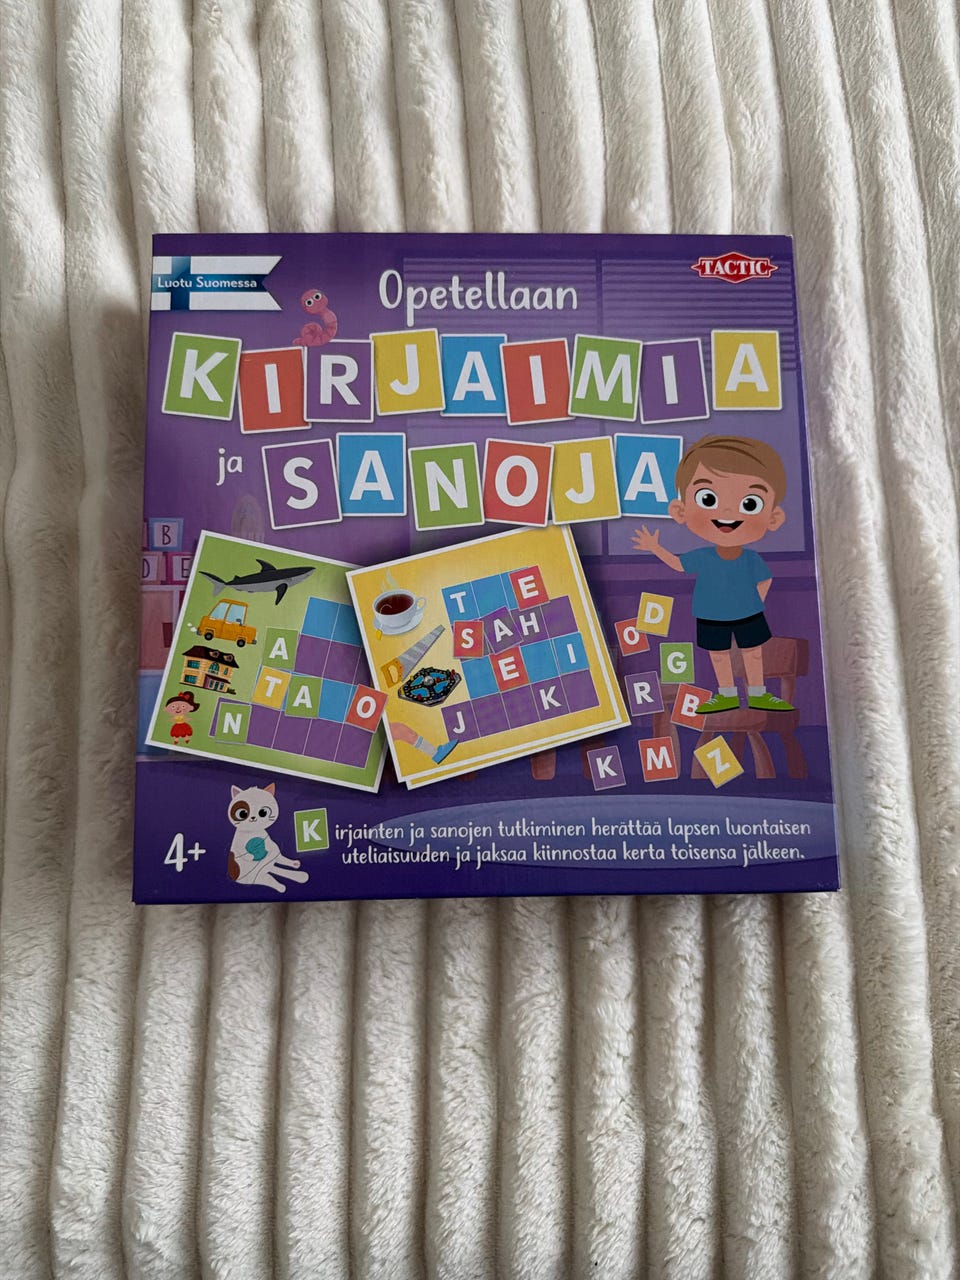 Luotu Suomessa
TACTIC
Opetellaan
KIRJAIMIA
ja SANOJA
B
D E
A
T A O
N
T E
S A H
E I
J K
D
O
G
R
B
K M Z
4+
Kirjainten ja sanojen tutkiminen herättää lapsen luontaisen
uteliaisuuden ja jaksaa kiinnostaa kerta toisensa jälkeen.